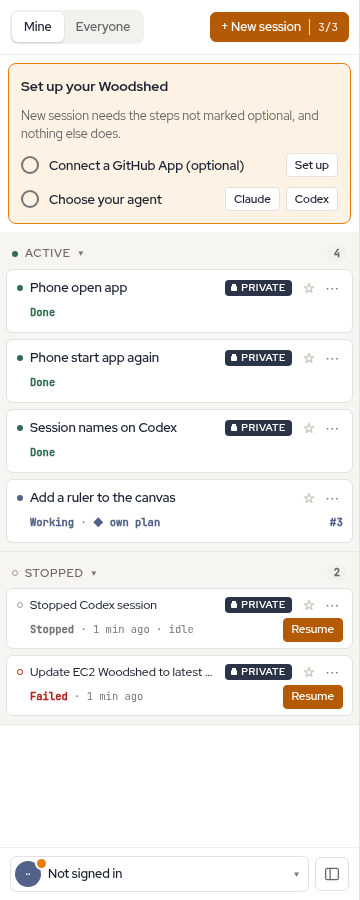 Mine
Everyone
+ New session
3/3
Set up your Woodshed
New session needs the steps not marked optional, and
nothing else does.
Connect a GitHub App (optional)
Set up
Choose your agent
Claude
Codex
ACTIVE
4
Phone open app
PRIVATE
Done
Phone start app again
PRIVATE
Done
Session names on Codex
PRIVATE
Done
Add a ruler to the canvas
Working · ◆ own plan
#3
STOPPED
2
Stopped Codex session
PRIVATE
Stopped · 1 min ago · idle
Resume
Update EC2 Woodshed to latest ...
PRIVATE
Failed · 1 min ago
Resume
Not signed in